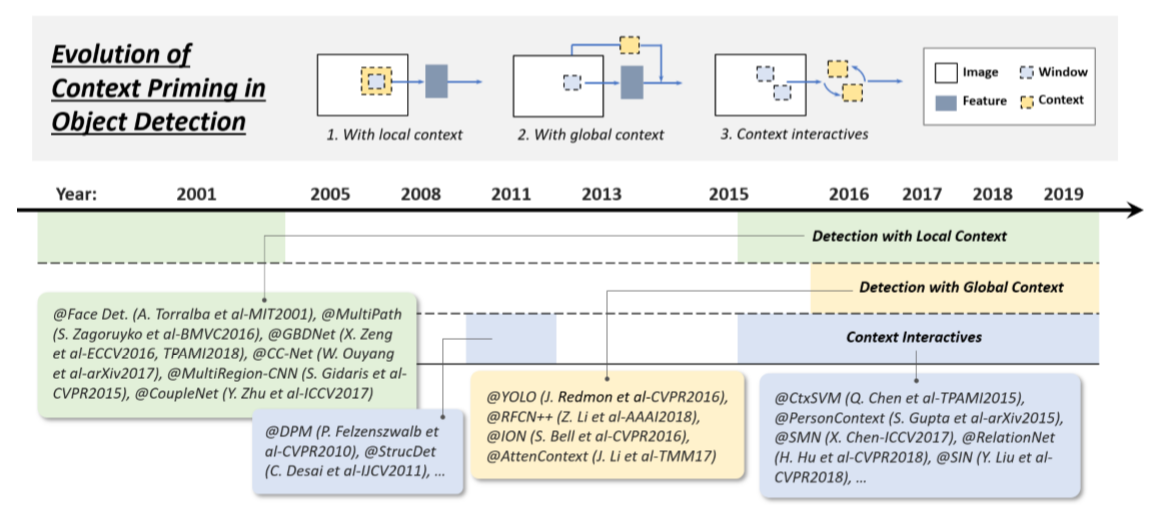 Evolution of
Context Priming in
Object Detection
1. With local context
2. With global context
3. Context interactives
Image
Window
Feature
Context
Year:
2001
2005
2008
2011
2013
2015
2016
2017
2018
2019
Detection with Local Context
Detection with Global Context
Context Interactives
@Face Det. (A. Torralba et al-MIT2001), @MultiPath
(S. Zagoruyko et al-BMVC2016), @GBDNet (X. Zeng
et al-ECCV2016, TPAMI2018), @CC-Net (W. Ouyang
et al-arXiv2017), @MultiRegion-CNN (S. Gidaris et al-
CVPR2015), @CoupleNet (Y. Zhu et al-ICCV2017)
@DPM (P. Felzenszwalb et
al-CVPR2010), @StrucDet
(C. Desai et al-IJCV2011), ...
@YOLO (J. Redmon et al-CVPR2016),
@RFCN++ (Z. Li et al-AAAI2018),
@ION (S. Bell et al-CVPR2016),
@AttenContext (J. Li et al-TMM17)
@CtxSVM (Q. Chen et al-TPAMI2015),
@PersonContext (S. Gupta et al-arXiv2015),
@SMN (X. Chen-ICCV2017), @RelationNet
(H. Hu et al-CVPR2018), @SIN (Y. Liu et al-
CVPR2018), ...